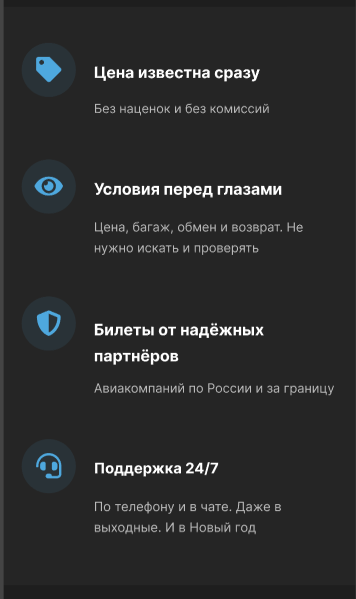 Цена известна сразу
Без наценок и без комиссий
Условия перед глазами
Цена, багаж, обмен и возврат. Не
нужно искать и проверять
Билеты от надёжных
партнёров
Авиакомпаний по России и за границу
Поддержка 24/7
По телефону и в чате. Даже в
выходные. И в Новый год